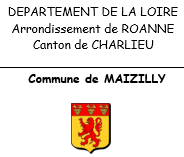 DEPARTEMENT DE LA LOIRE
Arrondissement de ROANNE
Canton de CHARLIEU
Commune de MAIZILLY